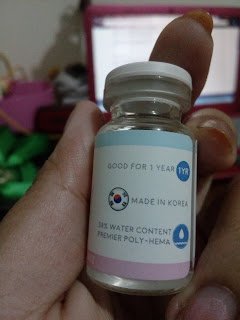 GOOD FOR 1 YEAR 1YR
MADE IN KOREA
38% WATER CONTENT
PREMIER POLY-HEMA